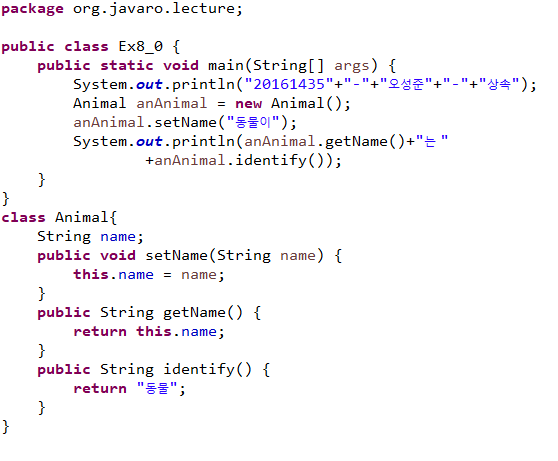 package org.javaro.lecture;

public class Ex8_0 {
    public static void main(String[] args) {
        System.out.println("20161435"+"-"+"오성준"+"-"+"상속");
        Animal anAnimal = new Animal();
        anAnimal.setName("동물이");
        System.out.println(anAnimal.getName()+"는 "
                +anAnimal.identify());
    }
}
class Animal{
    String name;
    public void setName(String name) {
        this.name = name;
    }
    public String getName() {
        return this.name;
    }
    public String identify() {
        return "동물";
    }
}